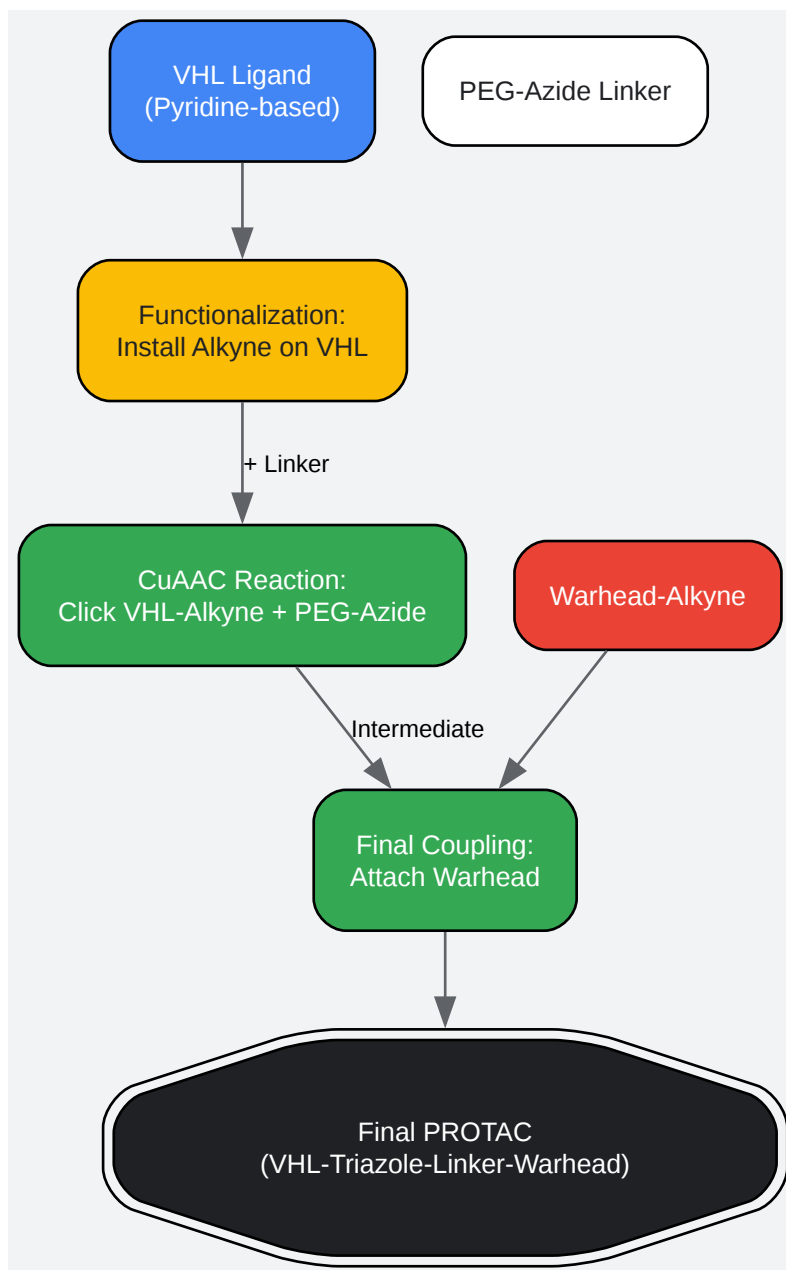 VHL Ligand
(Pyridine-based)
PEG-Azide Linker
Functionalization:
Install Alkyne on VHL
+ Linker
CuAAC Reaction:
Click VHL-Alkyne + PEG-Azide
Warhead-Alkyne
Intermediate
Final Coupling:
Attach Warhead
Final PROTAC
(VHL-Triazole-Linker-Warhead)